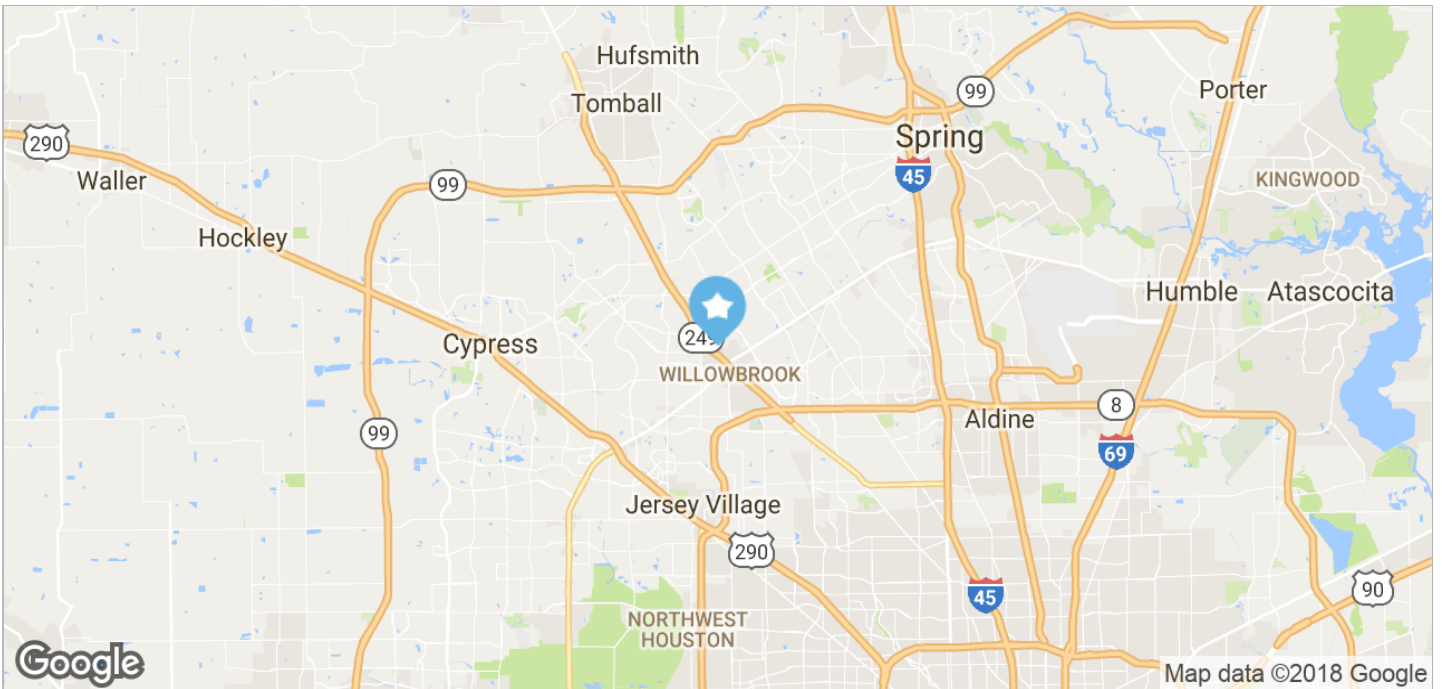 Hufsmith
Tomball
99
Porter
Spring
290
Waller
99
45
KINGWOOD
Hockley
Humble
Atascocita
249
Cypress
WILLOWBROOK
8
Aldine
99
69
Jersey Village
290
45
90
NORTHWEST
HOUSTON
Google
Map data ©2018 Google